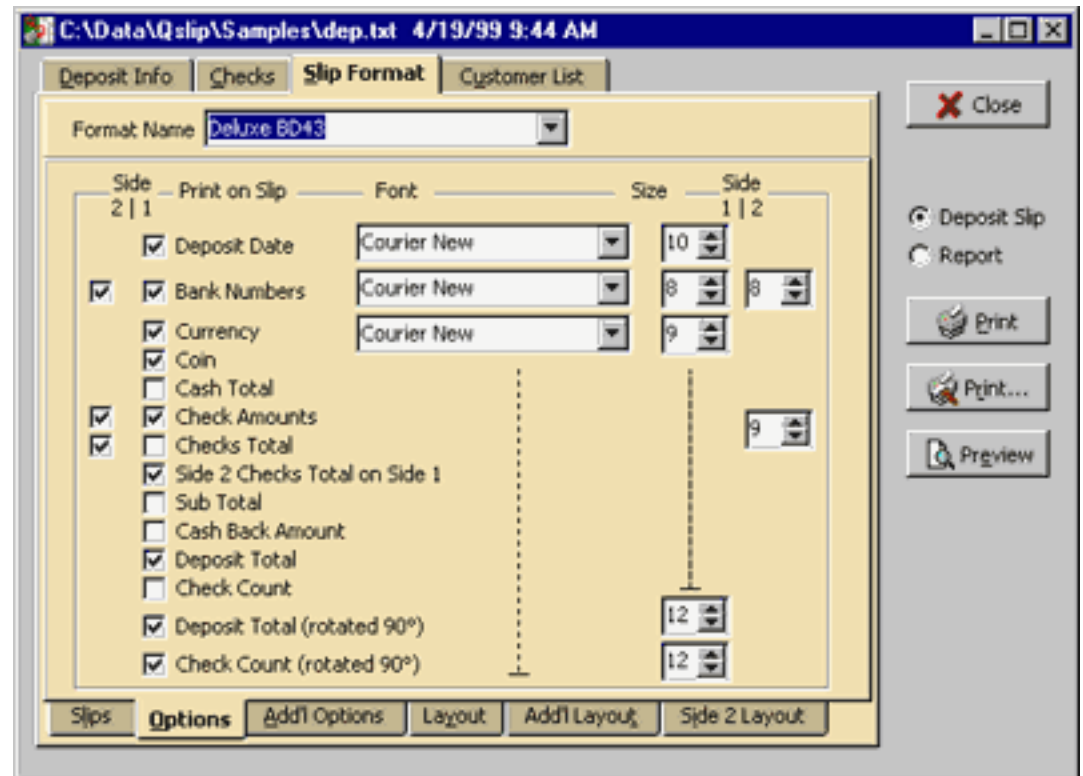 C:\Data\Qslip\Samples\dep.txt 4/19/99 9:44 AM
Deposit Info Checks Slip Format Customer List
Close
Format Name Deluxe BD43
Side Print on Slip Font Size Side
2 | 1 1 | 2
Deposit Slip
Report
Deposit Date Courier New 10
Bank Numbers Courier New 8 8
Currency Courier New 9
Print
Coin
Cash Total
Print...
Check Amounts 9
Checks Total
Preview
Side 2 Checks Total on Side 1
Sub Total
Cash Back Amount
Deposit Total
Check Count
Deposit Total (rotated 90°) 12
Check Count (rotated 90°) 12
Slips Options Add'l Options Layout Add'l Layout Side 2 Layout